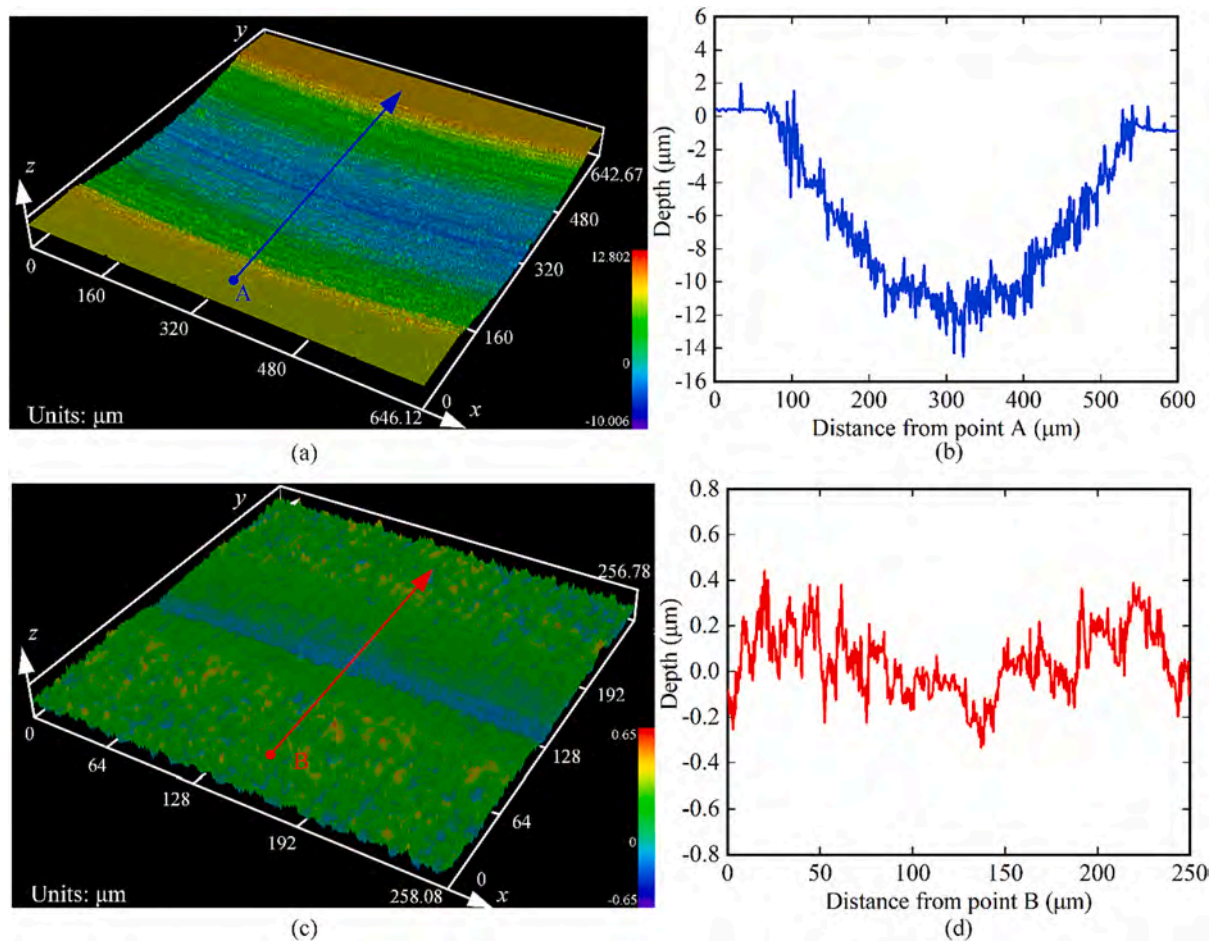 y
z
0
160
320
480
646.12
x
0
160
320
480
642.67
A
12.802
0
-10.006
Units: μm
(a)
6
4
2
0
-2
-4
-6
-8
-10
-12
-14
-16
Depth (μm)
0 100 200 300 400 500 600
Distance from point A (μm)
(b)
y
z
0
64
128
192
258.08
x
0
64
128
192
256.78
B
0.65
0
-0.65
Units: μm
(c)
0.8
0.6
0.4
0.2
0.0
-0.2
-0.4
-0.6
-0.8
Depth (μm)
0 50 100 150 200 250
Distance from point B (μm)
(d)